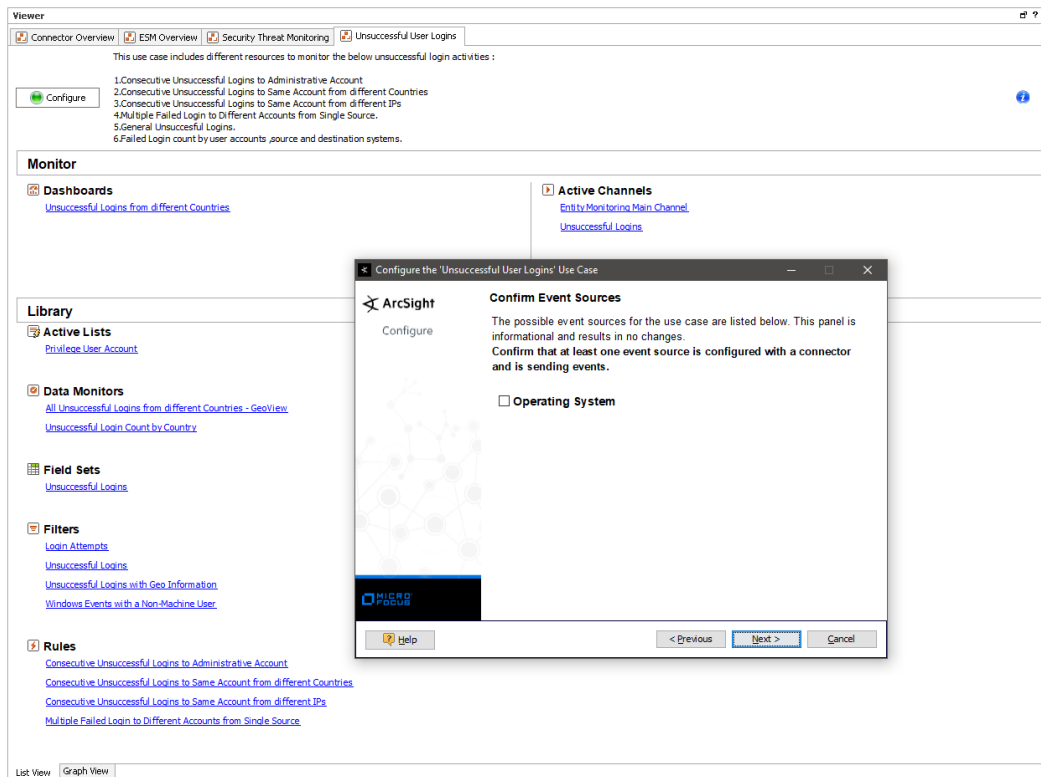 Viewer
?
Connector Overview
ESM Overview
Security Threat Monitoring
Unsuccessful User Logins
This use case includes different resources to monitor the below unsuccessful login activities :
Configure
1.Consecutive Unsuccessful Logins to Administrative Account
2.Consecutive Unsuccessful Logins to Same Account from different Countries
3.Consecutive Unsuccessful Logins to Same Account from different IPs
4.Multiple Failed Login to Different Accounts from Single Source.
5.General Unsuccesful Logins.
6.Failed Login count by user accounts ,source and destination systems.
Monitor
Dashboards
Unsuccessful Logins from different Countries
Active Channels
Entity Monitoring Main Channel
Unsuccessful Logins
Library
Active Lists
Privilege User Account
Data Monitors
All Unsuccessful Logins from different Countries - GeoView
Unsuccessful Login Count by Country
Field Sets
Unsuccessful Logins
Filters
Login Attempts
Unsuccessful Logins
Unsuccessful Logins with Geo Information
Windows Events with a Non-Machine User
Rules
Consecutive Unsuccessful Logins to Administrative Account
Consecutive Unsuccessful Logins to Same Account from different Countries
Consecutive Unsuccessful Logins to Same Account from different IPs
Multiple Failed Login to Different Accounts from Single Source
List View
Graph View
Configure the 'Unsuccessful User Logins' Use Case
ArcSight
Configure
MICRO
FOCUS
Confirm Event Sources
The possible event sources for the use case are listed below. This panel is
informational and results in no changes.
Confirm that at least one event source is configured with a connector
and is sending events.
Operating System
Help
< Previous
Next >
Cancel